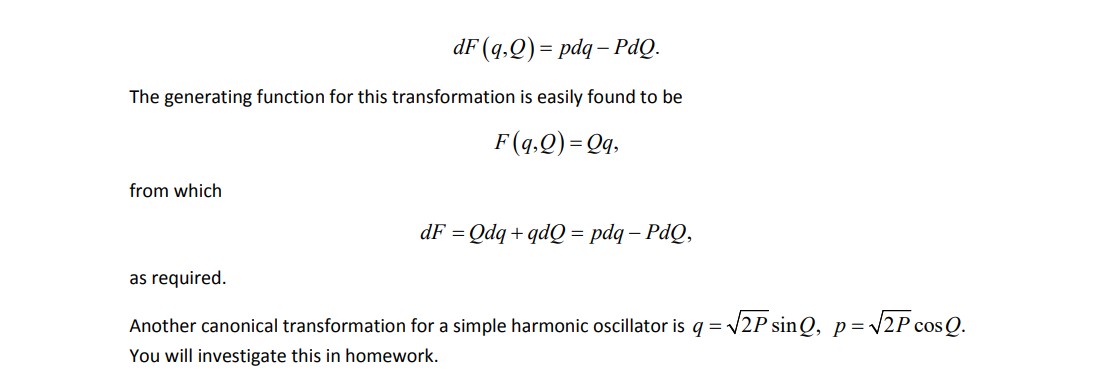 dF(q,Q) = pdq – PdQ.
The generating function for this transformation is easily found to be
F(q,Q) = Qq,
from which
dF = Qdq + qdQ = pdq – PdQ,
as required.
Another canonical transformation for a simple harmonic oscillator is q = √2P sin Q, p = √2P cos Q.
You will investigate this in homework.